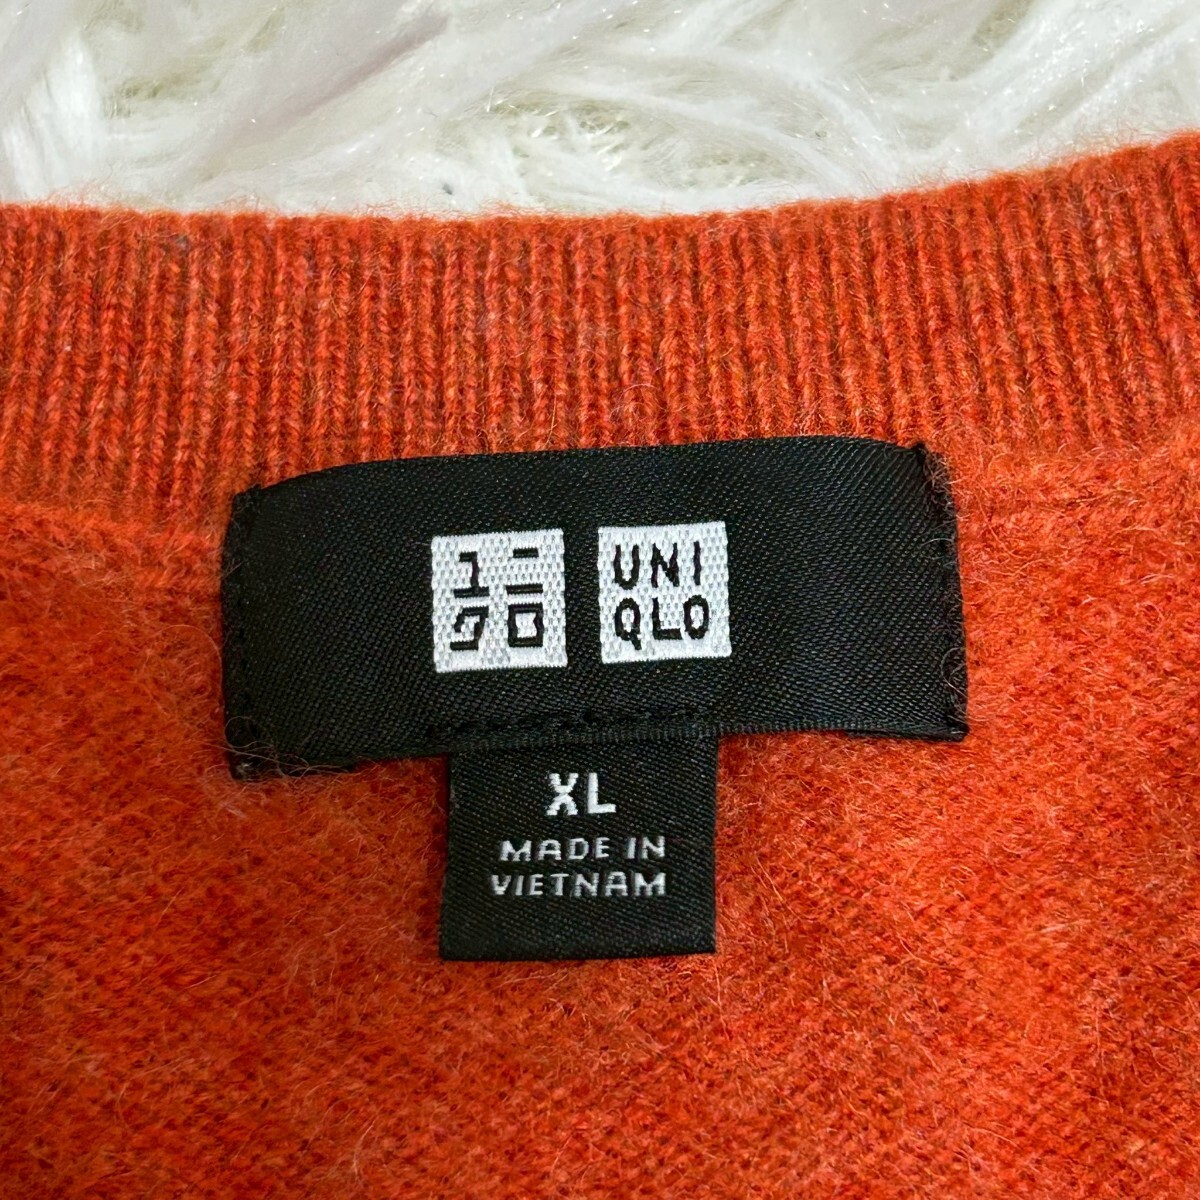 ユニ
クロ
UNI
QLO
XL
MADE IN
VIETNAM